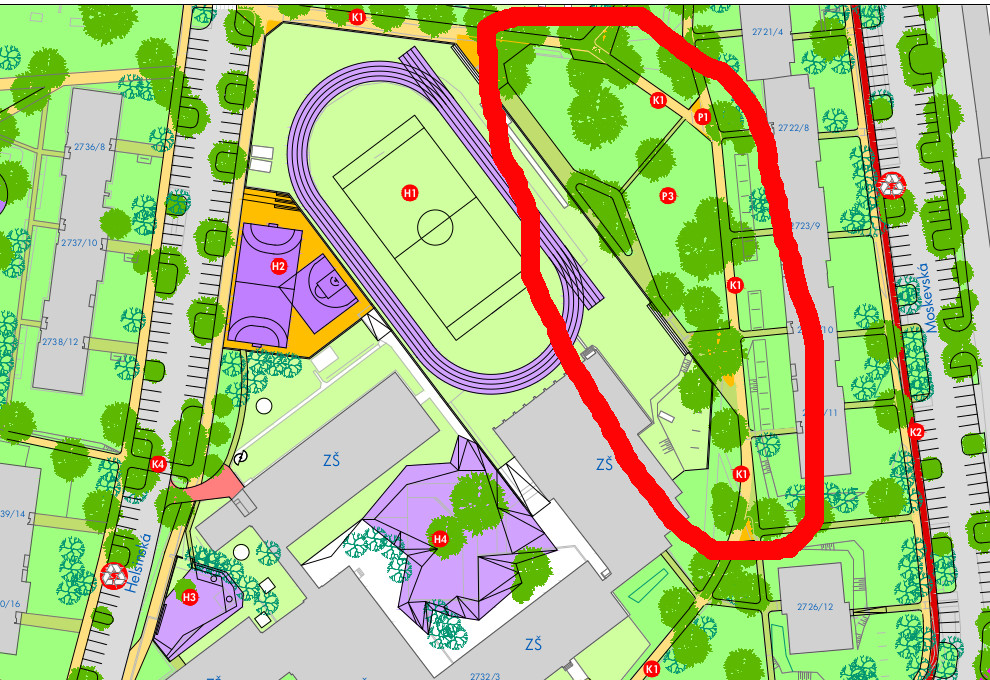 K1
2721/4
K1
P1
2722/8
2736/8
H1
P3
2723/9
2737/10
H2
K1
Moskevská
2738/12
10
/11
K2
ZŠ
ZŠ
K4
K1
39/14
H4
Helsinská
H3
0/16
2726/12
ZŠ
K1
2732/3